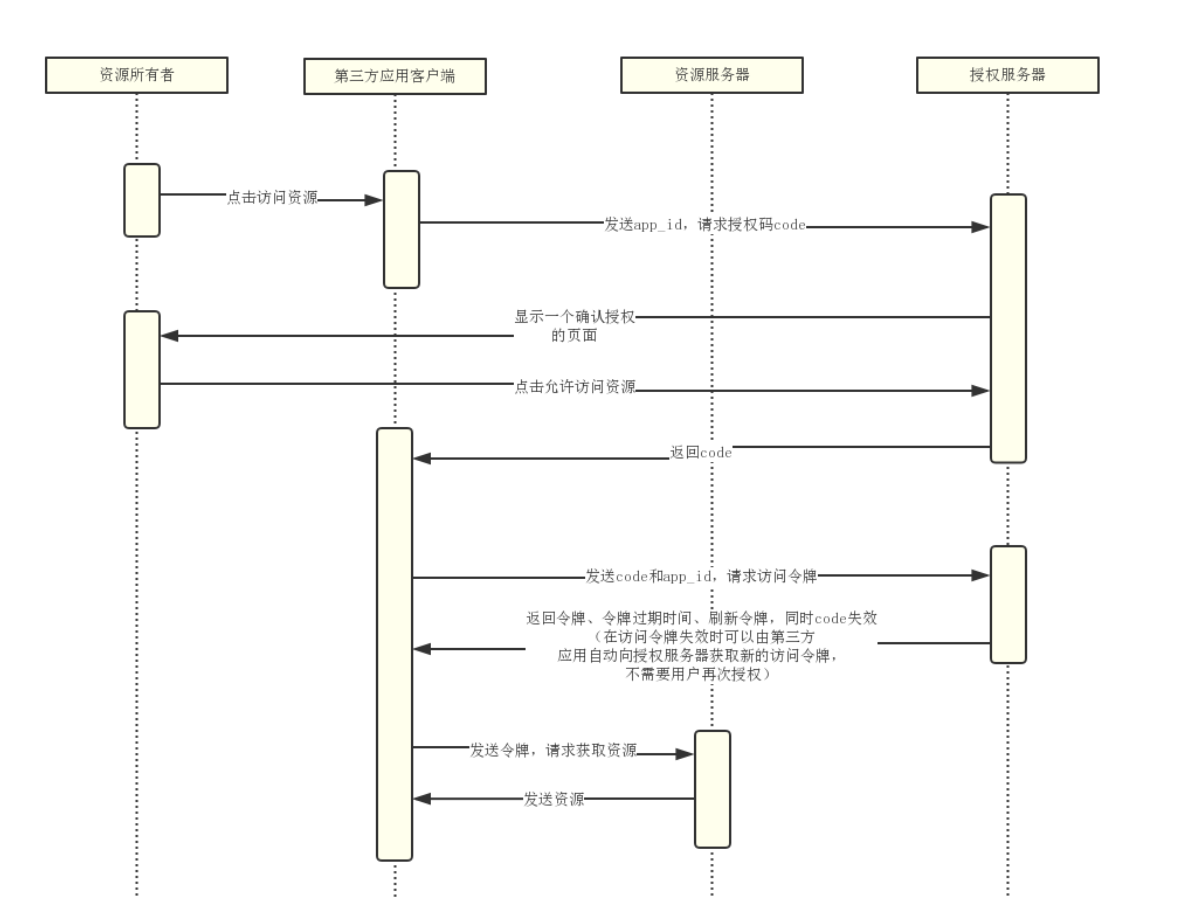 资源所有者
第三方应用客户端
资源服务器
授权服务器
点击访问资源
发送app_id，请求授权码code
显示一个确认授权
的页面
点击允许访问资源
返回code
发送code和app_id，请求访问令牌
返回令牌、令牌过期时间、刷新令牌，同时code失效
（在访问令牌失效时可以由第三方
应用自动向授权服务器获取新的访问令牌，
不需要用户再次授权）
发送令牌，请求获取资源
发送资源